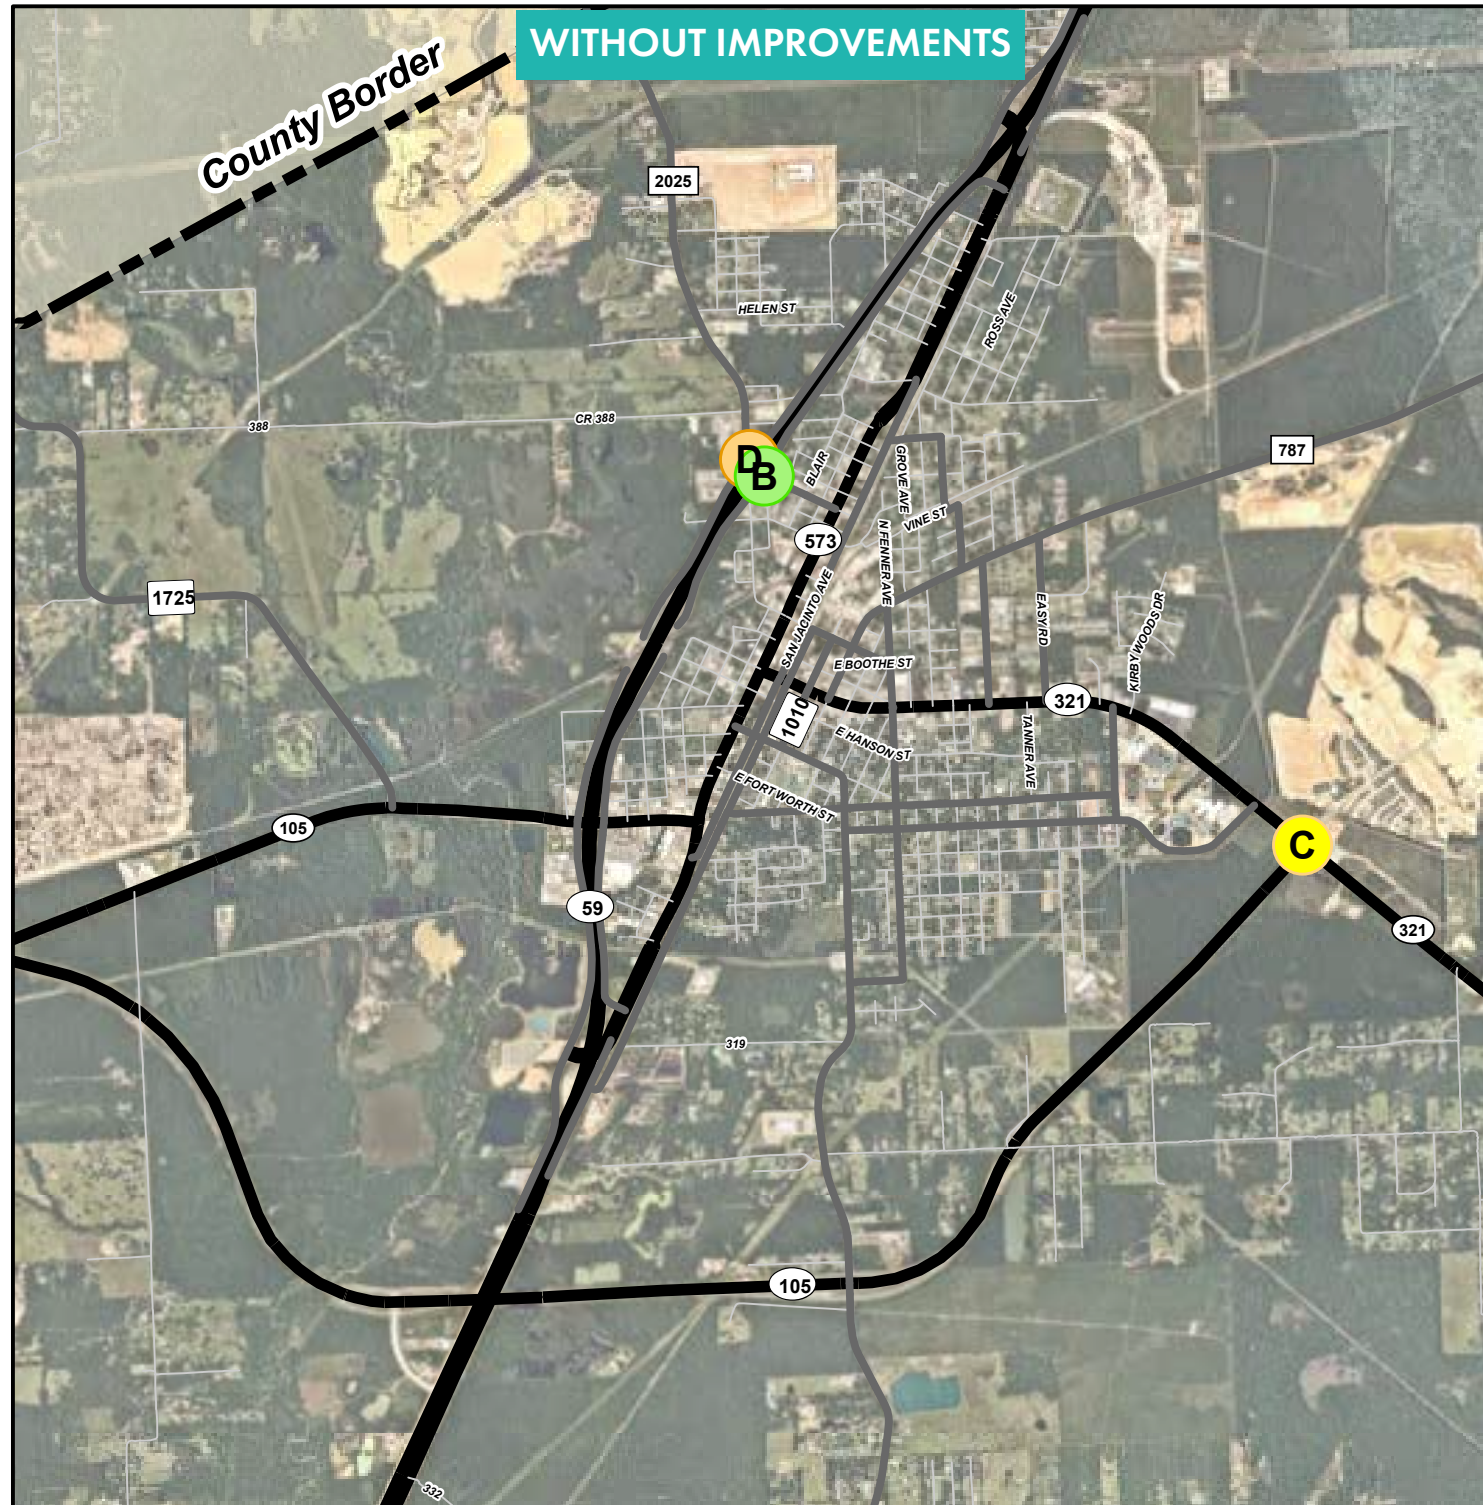 WITHOUT IMPROVEMENTS
County Border
2025
HELEN ST
ROSS AVE
388
CR 388
D
B
BLAIR
GROVE AVE
787
VINE ST
573
N FENNER AVE
1725
SAN JACINTO AVE
EASY RD
KIRBY WOODS DR
E BOOTHE ST
321
1010
E HANSON ST
TANNER AVE
E FORT WORTH ST
105
C
59
321
319
105
332